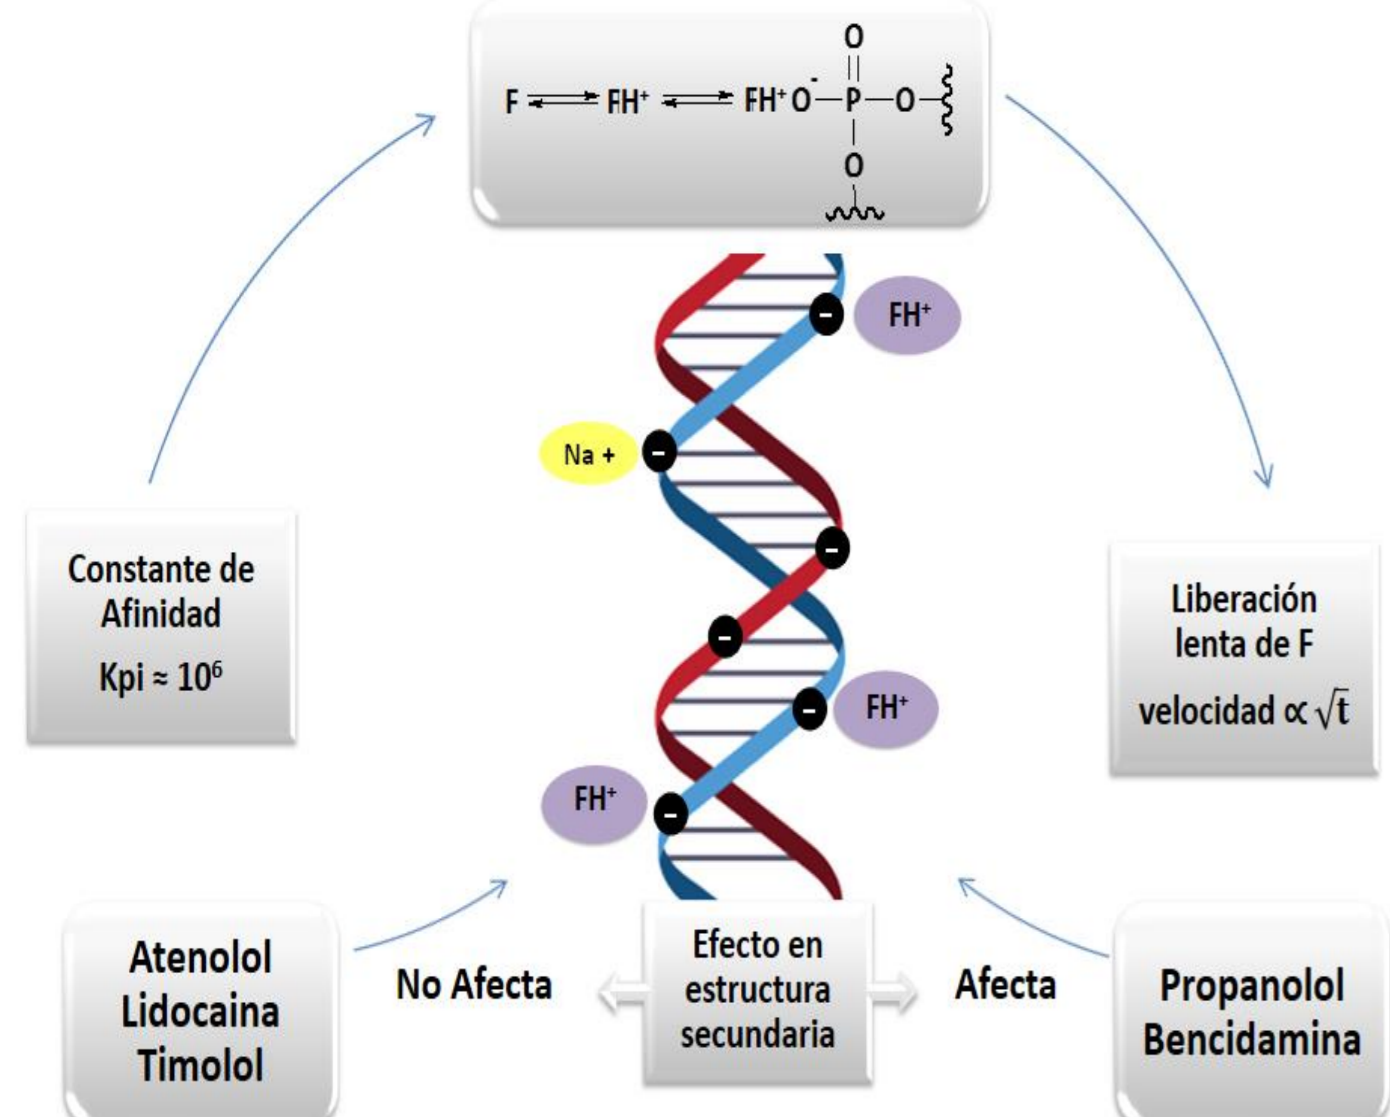 O
F ⇌ FH⁺ ⇌ FH⁺ O⁻—P—O
O
FH⁺
-
Na +
-
Constante de
Afinidad
Kpi ≈ 10⁶
-
Liberación
lenta de F
velocidad ∝ √t
-
-
FH⁺
FH⁺
-
Atenolol
Lidocaina
Timolol
No Afecta
Efecto en
estructura
secundaria
Afecta
Propanolol
Bencidamina